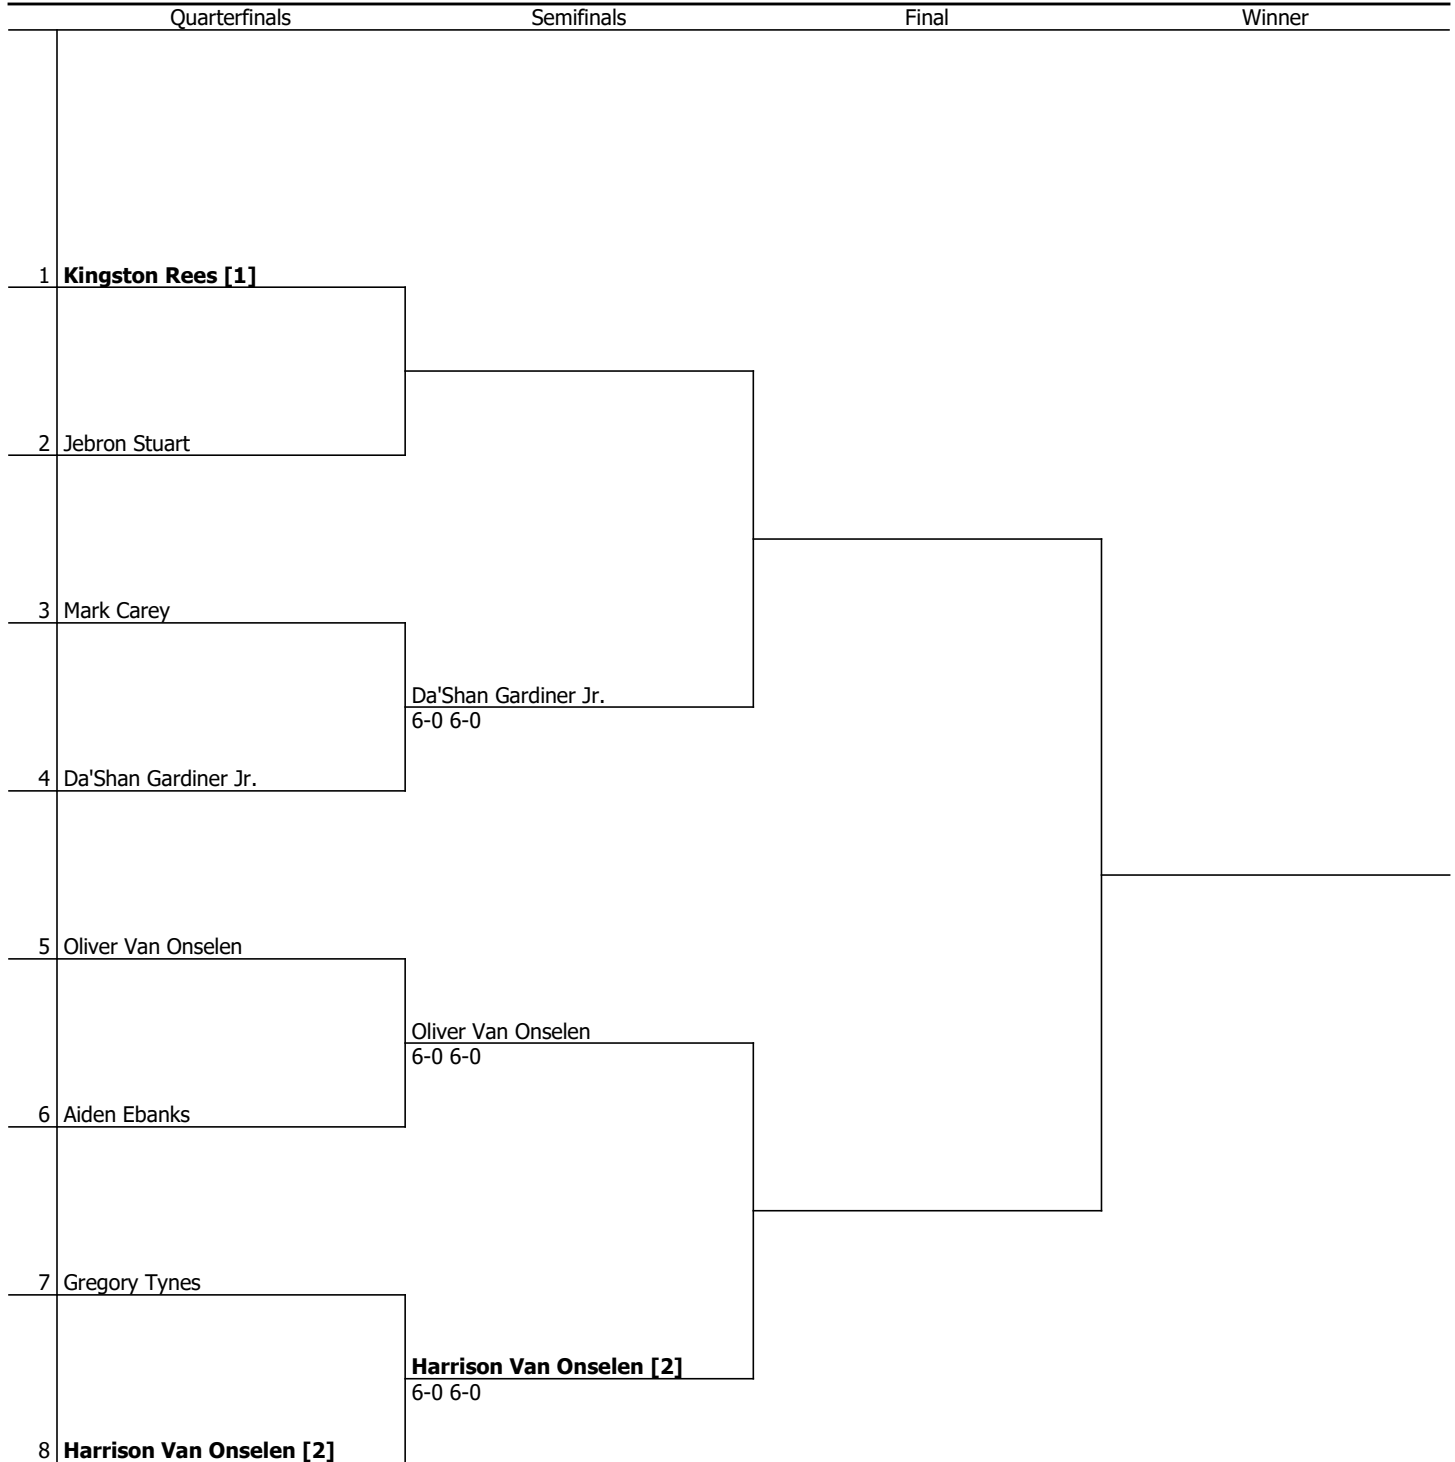 Quarterfinals Semifinals Final Winner
1 Kingston Rees [1]
2 Jebron Stuart
3 Mark Carey
Da'Shan Gardiner Jr.
6-0 6-0
4 Da'Shan Gardiner Jr.
5 Oliver Van Onselen
Oliver Van Onselen
6-0 6-0
6 Aiden Ebanks
7 Gregory Tynes
Harrison Van Onselen [2]
6-0 6-0
8 Harrison Van Onselen [2]